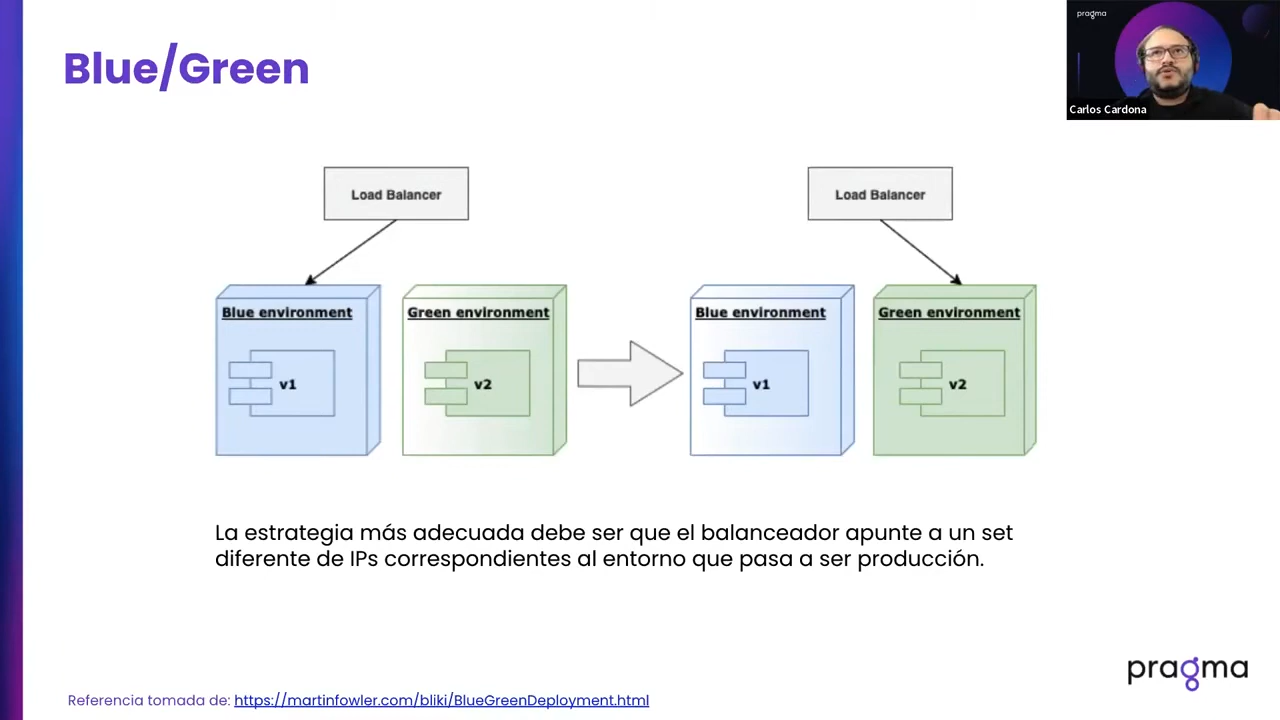 Blue/Green
pragma
Carlos Cardona
Load Balancer
Load Balancer
Blue environment
Green environment
Blue environment
Green environment
v1
v2
v1
v2
La estrategia más adecuada debe ser que el balanceador apunte a un set
diferente de IPs correspondientes al entorno que pasa a ser producción.
pragma
Referencia tomada de: https://martinfowler.com/bliki/BlueGreenDeployment.html